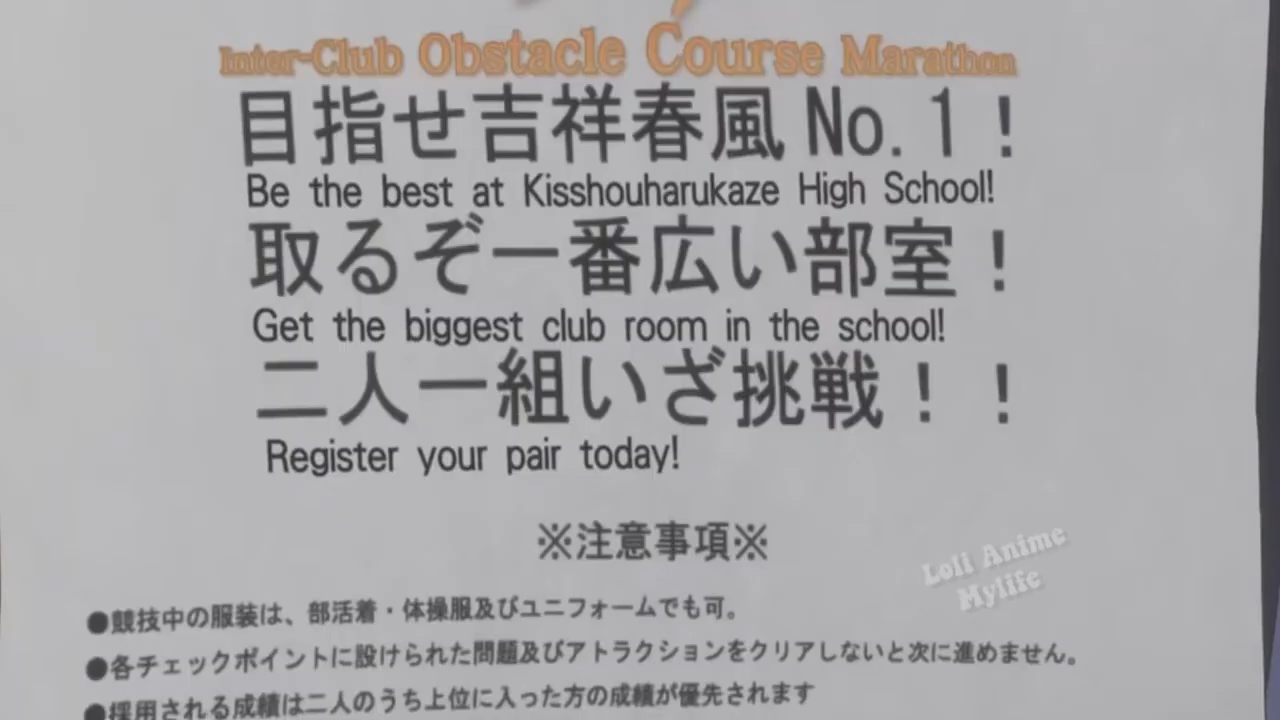 Inter-Club Obstacle Course Marathon
目指せ吉祥春風No.1！
Be the best at Kisshouharukaze High School!
取るぞ一番広い部室！
Get the biggest club room in the school!
二人一組いざ挑戦！！
Register your pair today!
※注意事項※
Loli Anime
Mylife
●競技中の服装は、部活着・体操服及びユニフォームでも可。
●各チェックポイントに設けられた問題及びアトラクションをクリアしないと次に進めません。
●採用される成績は二人のうち上位に入った方の成績が優先されます